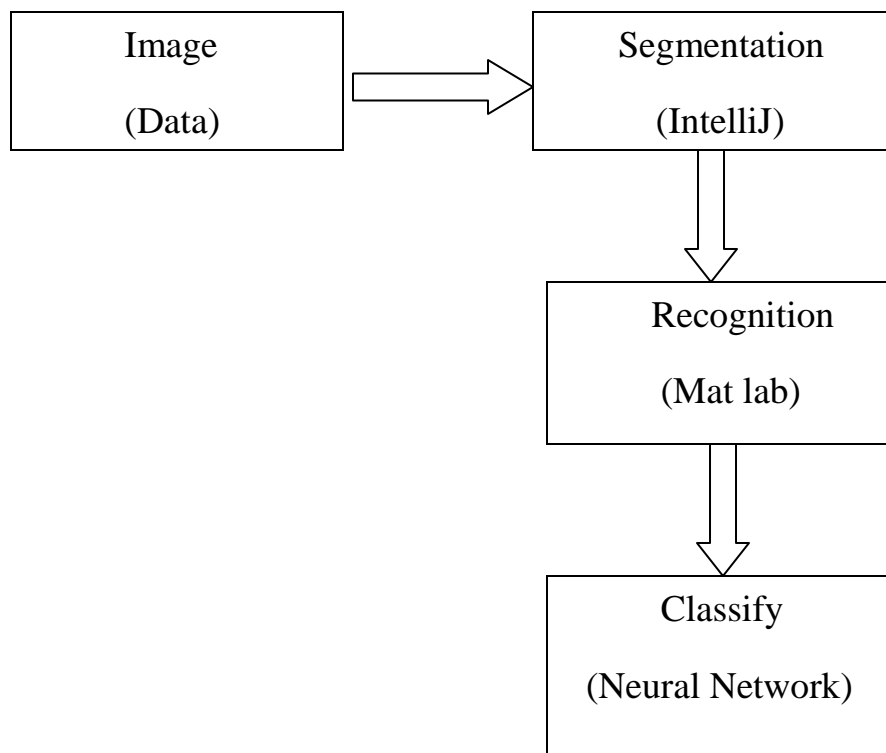 Image
(Data)
Segmentation
(IntelliJ)
Recognition
(Mat lab)
Classify
(Neural Network)